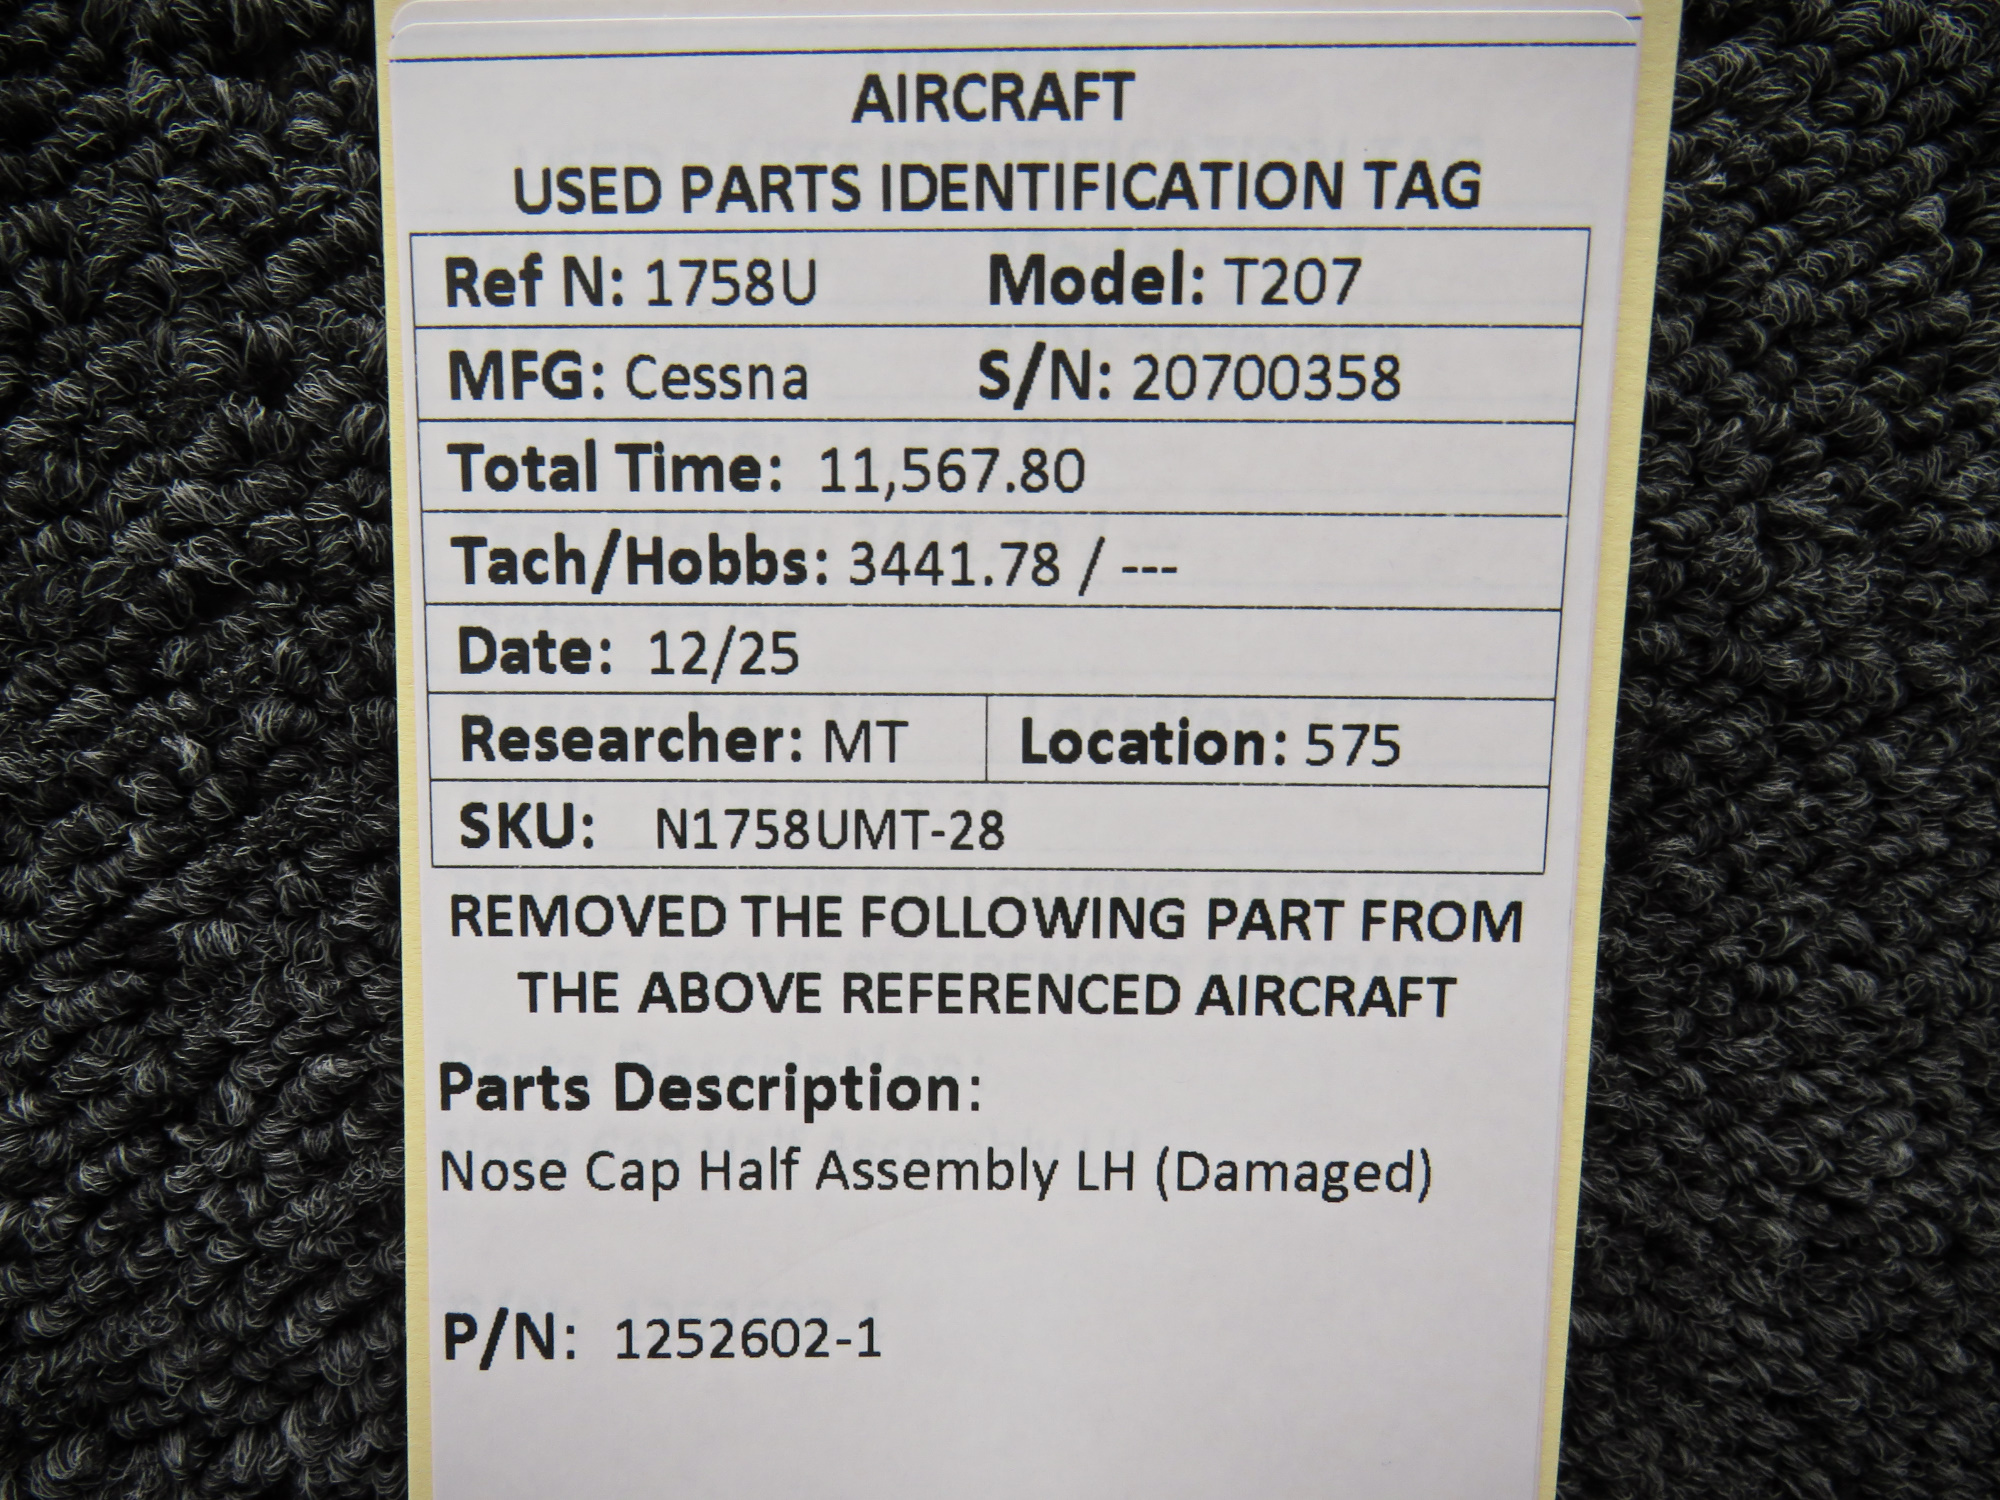 AIRCRAFT
USED PARTS IDENTIFICATION TAG
Ref N: 1758U Model: T207
MFG: Cessna S/N: 20700358
Total Time: 11,567.80
Tach/Hobbs: 3441.78 / ---
Date: 12/25
Researcher: MT Location: 575
SKU: N1758UMT-28
REMOVED THE FOLLOWING PART FROM
THE ABOVE REFERENCED AIRCRAFT
Parts Description:
Nose Cap Half Assembly LH (Damaged)
P/N: 1252602-1